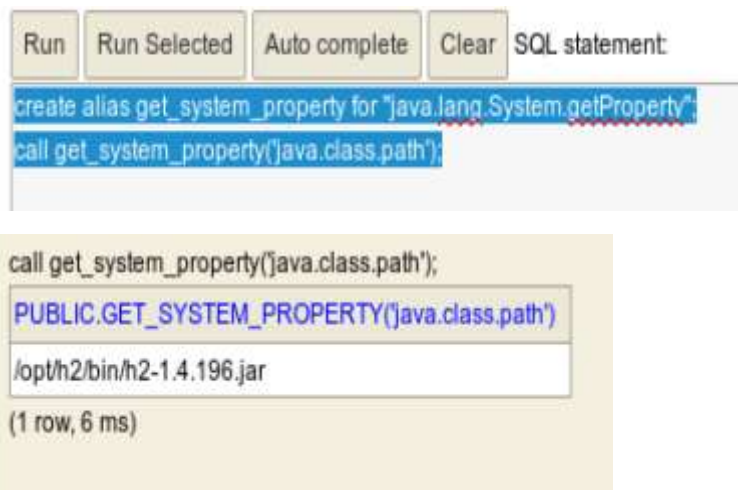 Run Run Selected Auto complete Clear SQL statement:
create alias get_system_property for "java.lang.System.getProperty";
call get_system_property('java.class.path');
call get_system_property('java.class.path');
PUBLIC.GET_SYSTEM_PROPERTY('java.class.path')
/opt/h2/bin/h2-1.4.196.jar
(1 row, 6 ms)